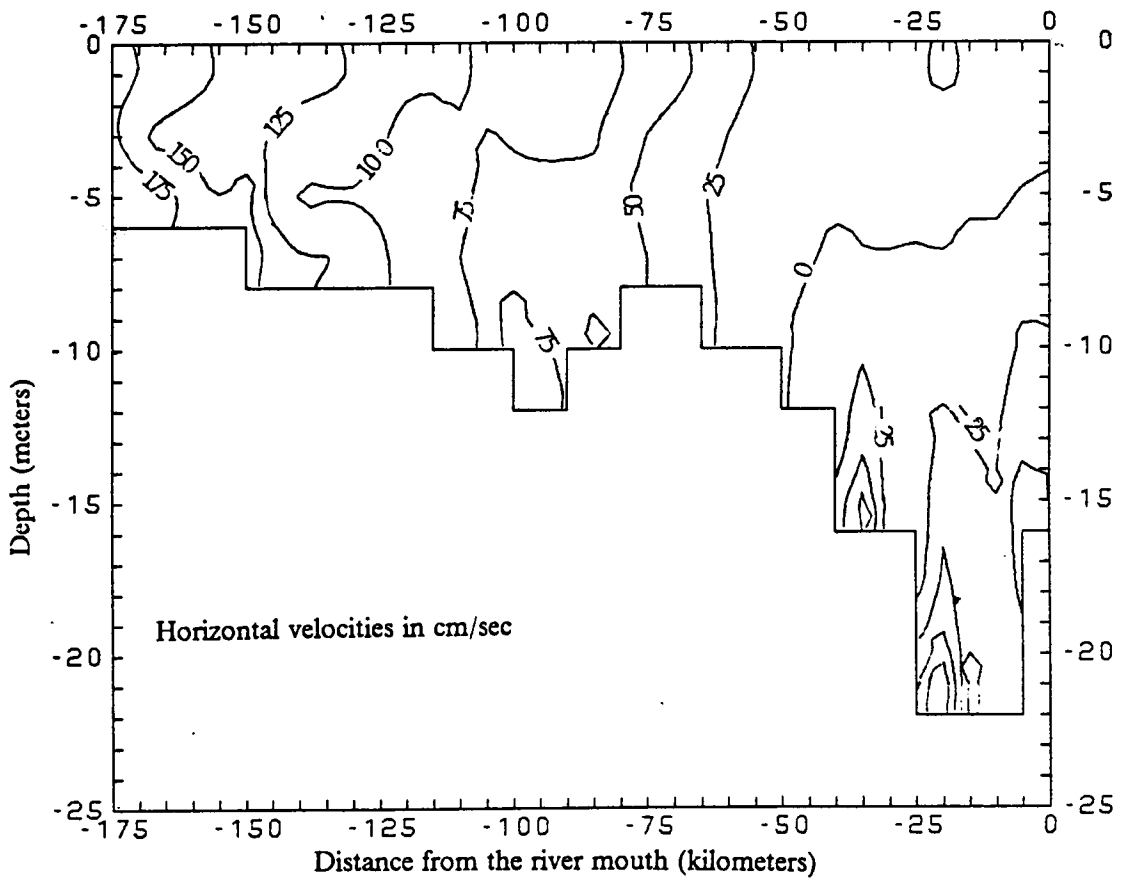 -175 -150 -125 -100 -75 -50 -25 0
0 0
125
150
100
175
-5 75 50 25 -5
0
-10 75 -10
-25 -25
-15 -15
Depth (meters)
Horizontal velocities in cm/sec
-20 -20
-25 -25
-175 -150 -125 -100 -75 -50 -25 0
Distance from the river mouth (kilometers)